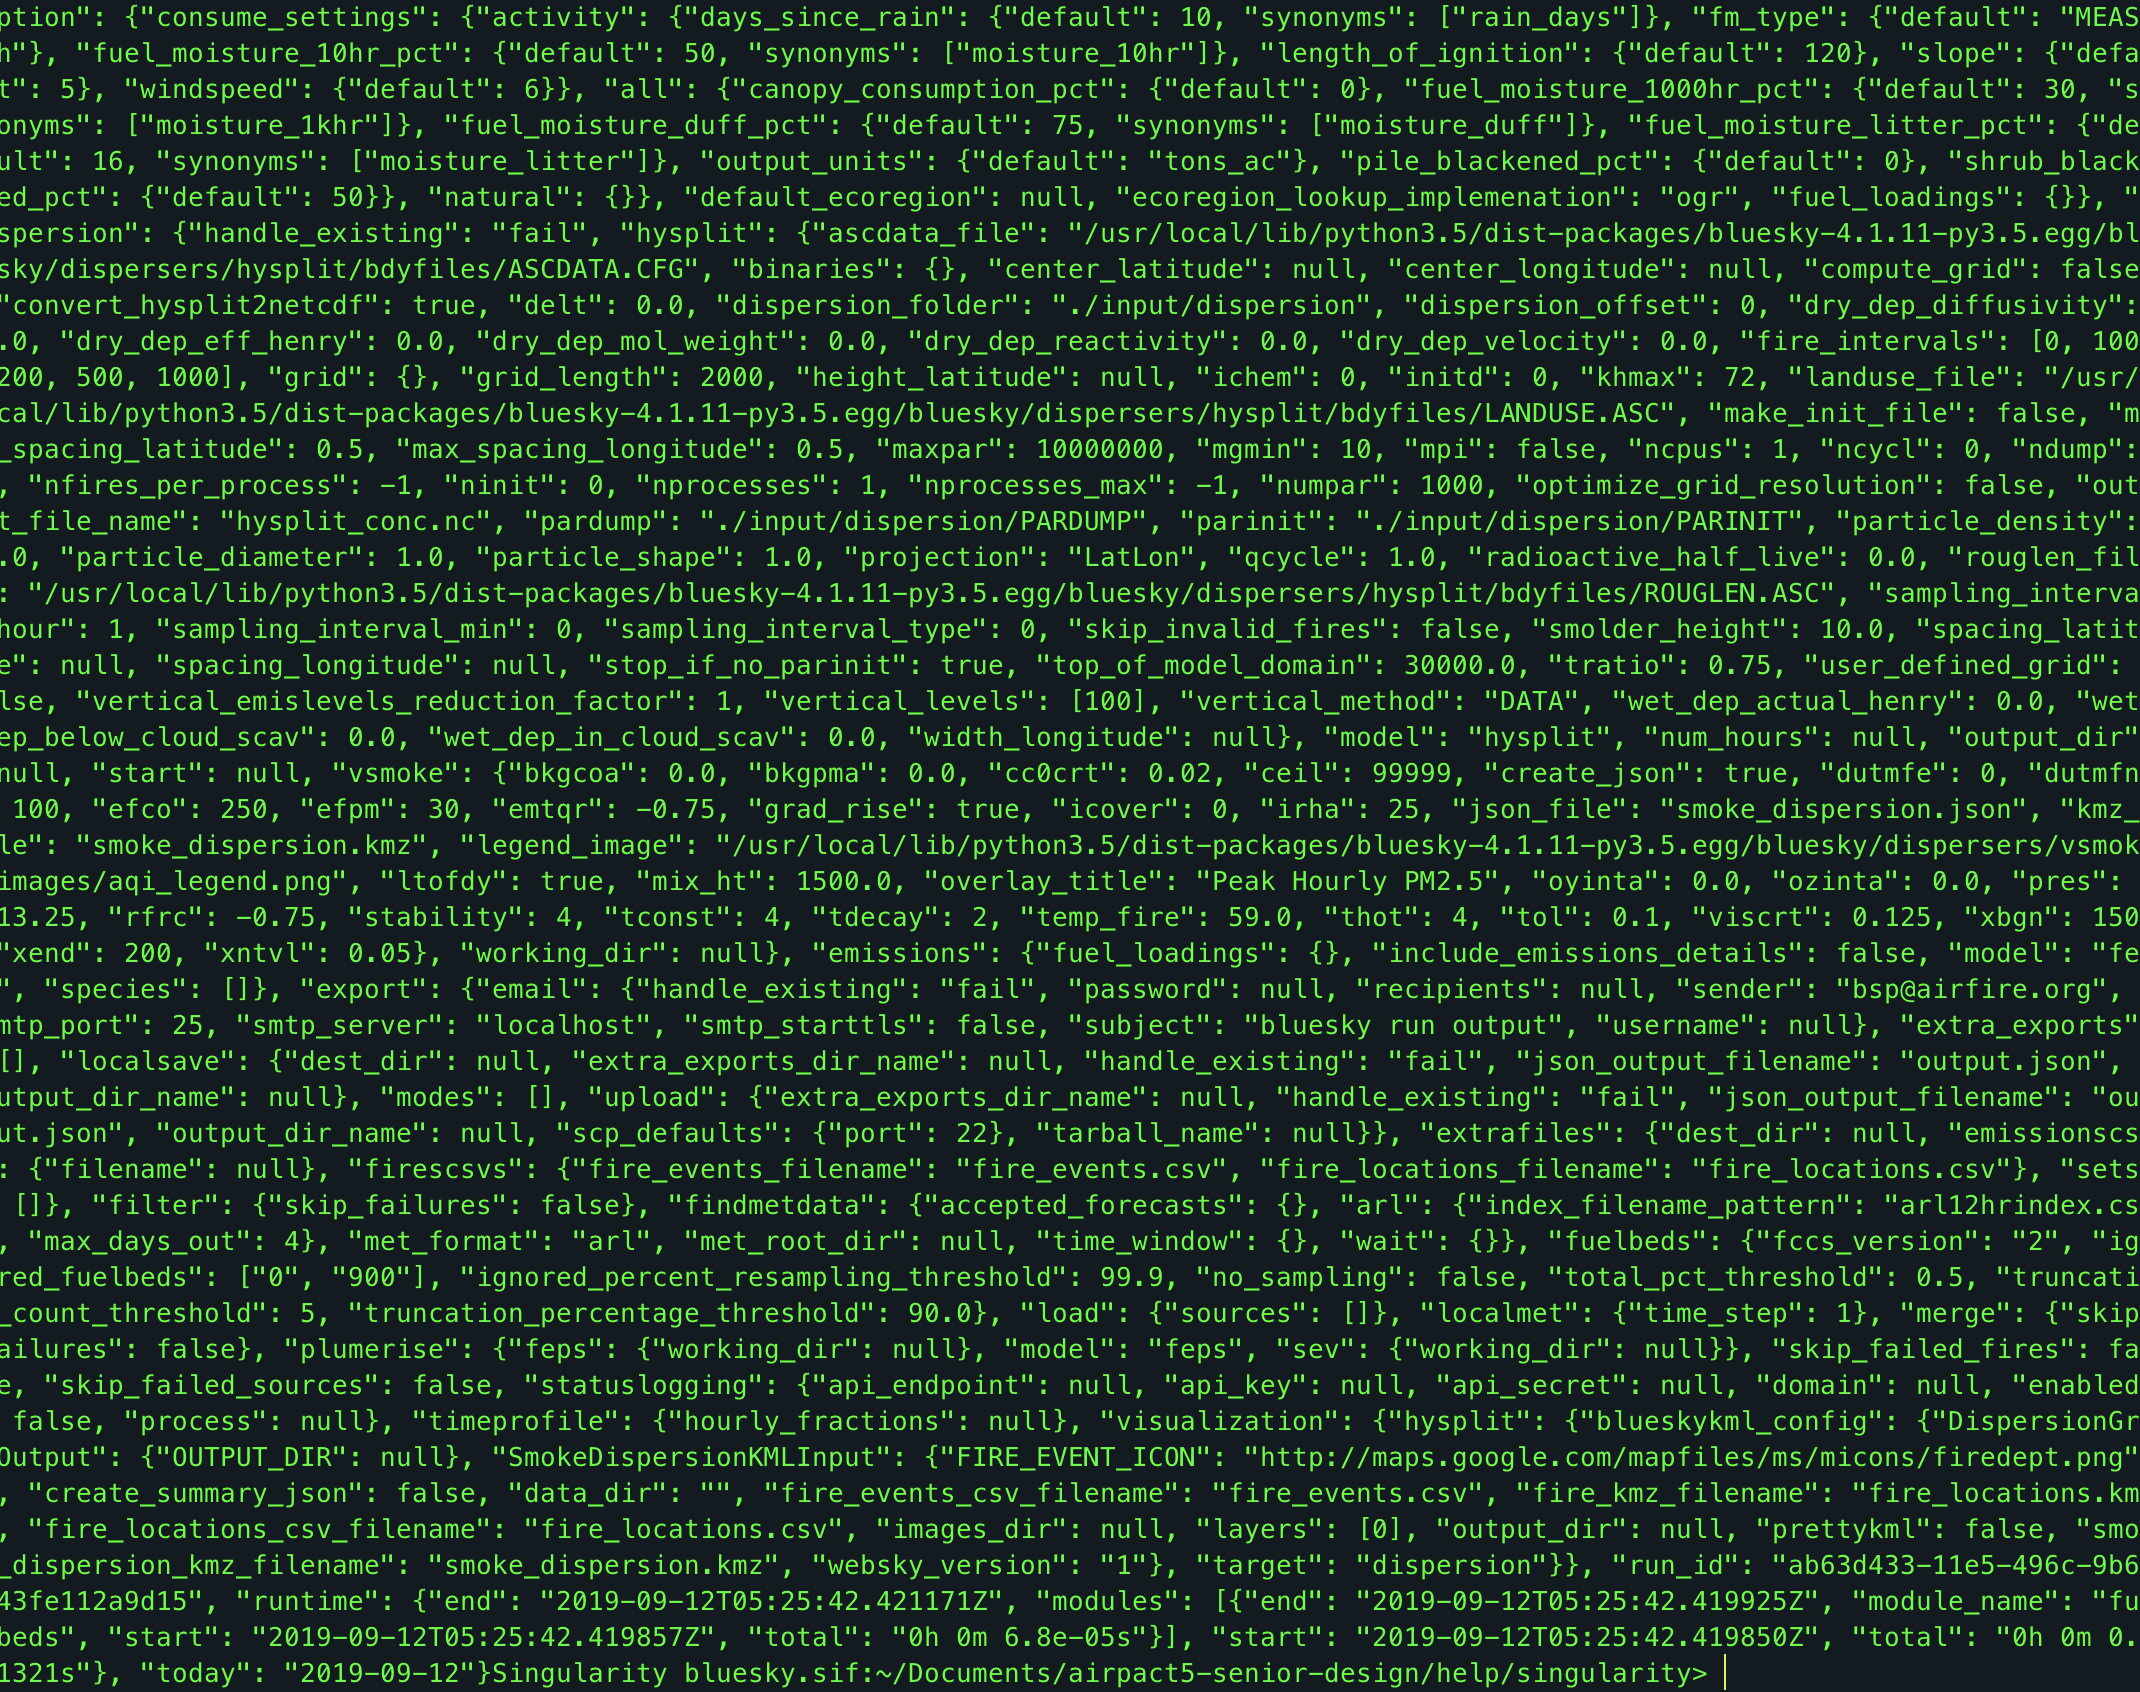 ption": {"consume_settings": {"activity": {"days_since_rain": {"default": 10, "synonyms": ["rain_days"]}, "fm_type": {"default": "MEAS
h"}, "fuel_moisture_10hr_pct": {"default": 50, "synonyms": ["moisture_10hr"]}, "length_of_ignition": {"default": 120}, "slope": {"defa
t": 5}, "windspeed": {"default": 6}}, "all": {"canopy_consumption_pct": {"default": 0}, "fuel_moisture_1000hr_pct": {"default": 30, "s
onyms": ["moisture_1khr"]}, "fuel_moisture_duff_pct": {"default": 75, "synonyms": ["moisture_duff"]}, "fuel_moisture_litter_pct": {"de
ult": 16, "synonyms": ["moisture_litter"]}, "output_units": {"default": "tons_ac"}, "pile_blackened_pct": {"default": 0}, "shrub_black
ed_pct": {"default": 50}}, "natural": {}}, "default_ecoregion": null, "ecoregion_lookup_implemenation": "ogr", "fuel_loadings": {}}, "
spersion": {"handle_existing": "fail", "hysplit": {"ascdata_file": "/usr/local/lib/python3.5/dist-packages/bluesky-4.1.11-py3.5.egg/bl
sky/dispersers/hysplit/bdyfiles/ASCDATA.CFG", "binaries": {}, "center_latitude": null, "center_longitude": null, "compute_grid": false
"convert_hysplit2netcdf": true, "delt": 0.0, "dispersion_folder": "./input/dispersion", "dispersion_offset": 0, "dry_dep_diffusivity":
.0, "dry_dep_eff_henry": 0.0, "dry_dep_mol_weight": 0.0, "dry_dep_reactivity": 0.0, "dry_dep_velocity": 0.0, "fire_intervals": [0, 100
200, 500, 1000], "grid": {}, "grid_length": 2000, "height_latitude": null, "ichem": 0, "initd": 0, "khmax": 72, "landuse_file": "/usr/
cal/lib/python3.5/dist-packages/bluesky-4.1.11-py3.5.egg/bluesky/dispersers/hysplit/bdyfiles/LANDUSE.ASC", "make_init_file": false, "m
_spacing_latitude": 0.5, "max_spacing_longitude": 0.5, "maxpar": 10000000, "mgmin": 10, "mpi": false, "ncpus": 1, "ncycl": 0, "ndump":
, "nfires_per_process": -1, "ninit": 0, "nprocesses": 1, "nprocesses_max": -1, "numpar": 1000, "optimize_grid_resolution": false, "out
t_file_name": "hysplit_conc.nc", "pardump": "./input/dispersion/PARDUMP", "parinit": "./input/dispersion/PARINIT", "particle_density":
.0, "particle_diameter": 1.0, "particle_shape": 1.0, "projection": "LatLon", "qcycle": 1.0, "radioactive_half_live": 0.0, "rouglen_fil
: "/usr/local/lib/python3.5/dist-packages/bluesky-4.1.11-py3.5.egg/bluesky/dispersers/hysplit/bdyfiles/ROUGLEN.ASC", "sampling_interva
hour": 1, "sampling_interval_min": 0, "sampling_interval_type": 0, "skip_invalid_fires": false, "smolder_height": 10.0, "spacing_latit
e": null, "spacing_longitude": null, "stop_if_no_parinit": true, "top_of_model_domain": 30000.0, "tratio": 0.75, "user_defined_grid":
lse, "vertical_emislevels_reduction_factor": 1, "vertical_levels": [100], "vertical_method": "DATA", "wet_dep_actual_henry": 0.0, "wet
ep_below_cloud_scav": 0.0, "wet_dep_in_cloud_scav": 0.0, "width_longitude": null}, "model": "hysplit", "num_hours": null, "output_dir"
null, "start": null, "vsmoke": {"bkgcoa": 0.0, "bkgpma": 0.0, "cc0crt": 0.02, "ceil": 99999, "create_json": true, "dutmfe": 0, "dutmfn
 100, "efco": 250, "efpm": 30, "emtqr": -0.75, "grad_rise": true, "icover": 0, "irha": 25, "json_file": "smoke_dispersion.json", "kmz_
le": "smoke_dispersion.kmz", "legend_image": "/usr/local/lib/python3.5/dist-packages/bluesky-4.1.11-py3.5.egg/bluesky/dispersers/vsmok
images/aqi_legend.png", "ltofdy": true, "mix_ht": 1500.0, "overlay_title": "Peak Hourly PM2.5", "oyinta": 0.0, "ozinta": 0.0, "pres":
13.25, "rfrc": -0.75, "stability": 4, "tconst": 4, "tdecay": 2, "temp_fire": 59.0, "thot": 4, "tol": 0.1, "viscrt": 0.125, "xbgn": 150
"xend": 200, "xntvl": 0.05}, "working_dir": null}, "emissions": {"fuel_loadings": {}, "include_emissions_details": false, "model": "fe
", "species": []}, "export": {"email": {"handle_existing": "fail", "password": null, "recipients": null, "sender": "bsp@airfire.org",
mtp_port": 25, "smtp_server": "localhost", "smtp_starttls": false, "subject": "bluesky run output", "username": null}, "extra_exports"
[], "localsave": {"dest_dir": null, "extra_exports_dir_name": null, "handle_existing": "fail", "json_output_filename": "output.json",
utput_dir_name": null}, "modes": [], "upload": {"extra_exports_dir_name": null, "handle_existing": "fail", "json_output_filename": "ou
ut.json", "output_dir_name": null, "scp_defaults": {"port": 22}, "tarball_name": null}}, "extrafiles": {"dest_dir": null, "emissionscs
: {"filename": null}, "firescsvs": {"fire_events_filename": "fire_events.csv", "fire_locations_filename": "fire_locations.csv"}, "sets
 []}, "filter": {"skip_failures": false}, "findmetdata": {"accepted_forecasts": {}, "arl": {"index_filename_pattern": "arl12hrindex.cs
, "max_days_out": 4}, "met_format": "arl", "met_root_dir": null, "time_window": {}, "wait": {}}, "fuelbeds": {"fccs_version": "2", "ig
red_fuelbeds": ["0", "900"], "ignored_percent_resampling_threshold": 99.9, "no_sampling": false, "total_pct_threshold": 0.5, "truncati
_count_threshold": 5, "truncation_percentage_threshold": 90.0}, "load": {"sources": []}, "localmet": {"time_step": 1}, "merge": {"skip
ailures": false}, "plumerise": {"feps": {"working_dir": null}, "model": "feps", "sev": {"working_dir": null}}, "skip_failed_fires": fa
e, "skip_failed_sources": false, "statuslogging": {"api_endpoint": null, "api_key": null, "api_secret": null, "domain": null, "enabled
 false, "process": null}, "timeprofile": {"hourly_fractions": null}, "visualization": {"hysplit": {"blueskykml_config": {"DispersionGr
Output": {"OUTPUT_DIR": null}, "SmokeDispersionKMLInput": {"FIRE_EVENT_ICON": "http://maps.google.com/mapfiles/ms/micons/firedept.png"
, "create_summary_json": false, "data_dir": "", "fire_events_csv_filename": "fire_events.csv", "fire_kmz_filename": "fire_locations.km
, "fire_locations_csv_filename": "fire_locations.csv", "images_dir": null, "layers": [0], "output_dir": null, "prettykml": false, "smo
_dispersion_kmz_filename": "smoke_dispersion.kmz", "websky_version": "1"}, "target": "dispersion"}}, "run_id": "ab63d433-11e5-496c-9b6
43fe112a9d15", "runtime": {"end": "2019-09-12T05:25:42.421171Z", "modules": [{"end": "2019-09-12T05:25:42.419925Z", "module_name": "fu
beds", "start": "2019-09-12T05:25:42.419857Z", "total": "0h 0m 6.8e-05s"}], "start": "2019-09-12T05:25:42.419850Z", "total": "0h 0m 0.
1321s"}, "today": "2019-09-12"}Singularity bluesky.sif:~/Documents/airpact5-senior-design/help/singularity>